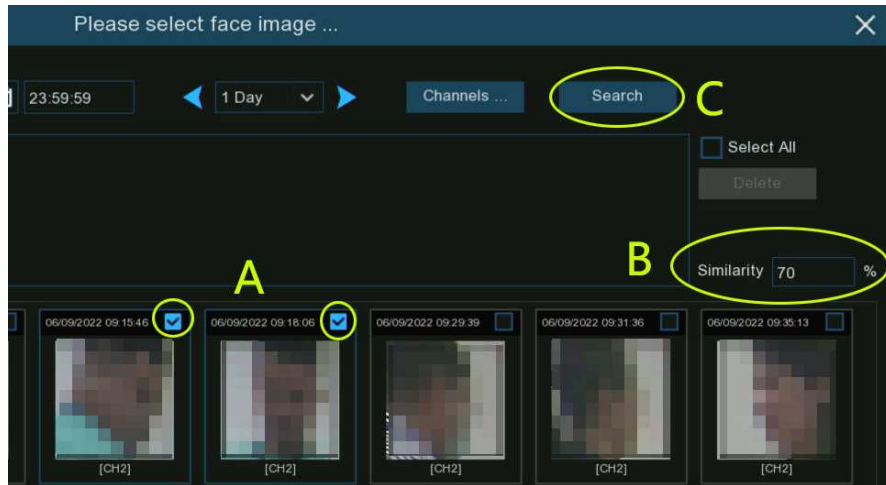 Please select face image ...
23:59:59
1 Day
Channels ...
Search
C
Select All
Delete
B
Similarity
70
%
A
06/09/2022 09:15:46
06/09/2022 09:18:06
06/09/2022 09:29:39
06/09/2022 09:31:36
06/09/2022 09:35:13
[CH2]
[CH2]
[CH2]
[CH2]
[CH2]